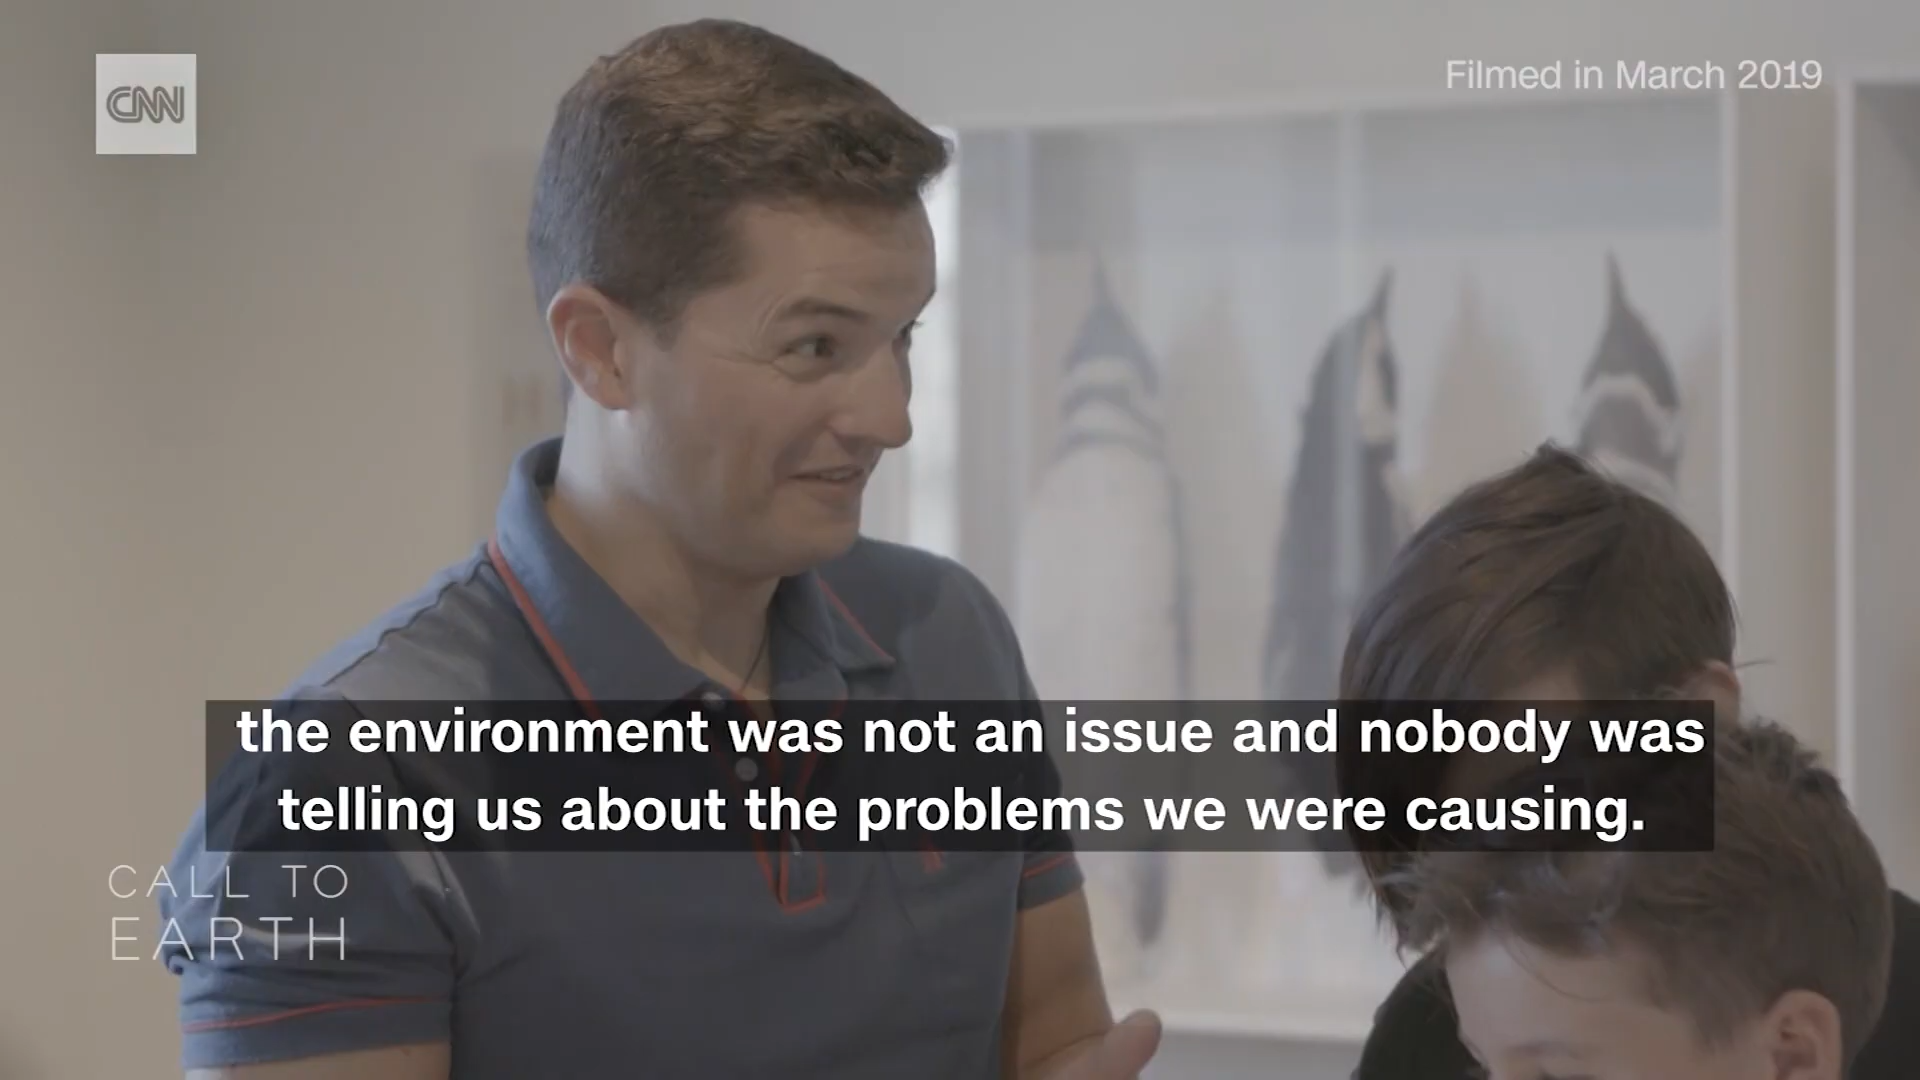 CNN
Filmed in March 2019
the environment was not an issue and nobody was
telling us about the problems we were causing.
CALL TO
EARTH